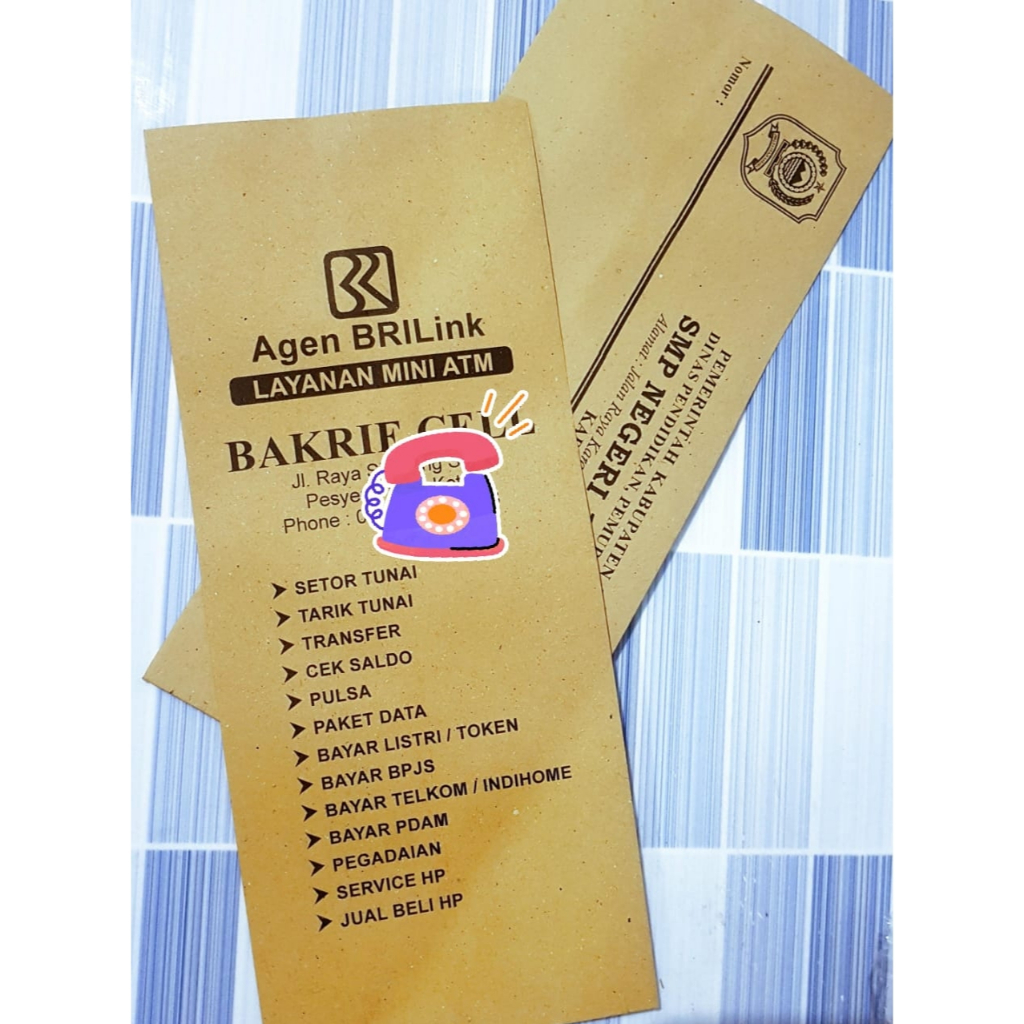 Agen BRILink
LAYANAN MINI ATM
BAKRIE CELL
Jl. Raya
Phone :
SETOR TUNAI
TARIK TUNAI
TRANSFER
CEK SALDO
PULSA
PAKET DATA
BAYAR LISTRI / TOKEN
BAYAR BPJS
BAYAR TELKOM / INDIHOME
BAYAR PDAM
PEGADAIAN
SERVICE HP
JUAL BELI HP
PEMERINTAH KABUPATEN
DINAS PENDIDIKAN,
SMP NEGERI
Alamat : Jalan Raya
Nomor :